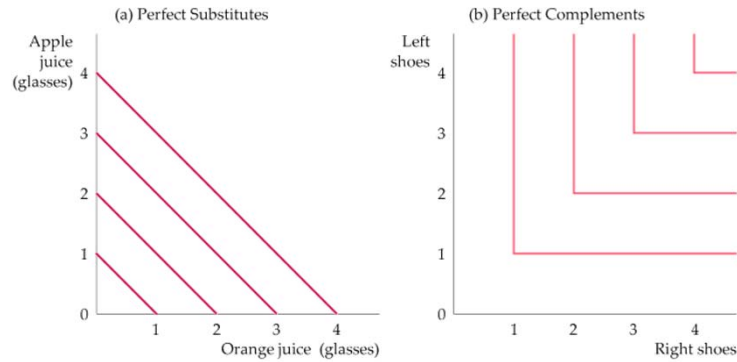 (a) Perfect Substitutes
Apple
juice
(glasses)
4
3
2
1
0
1 2 3 4
Orange juice (glasses)
(b) Perfect Complements
Left
shoes
4
3
2
1
0
1 2 3 4
Right shoes